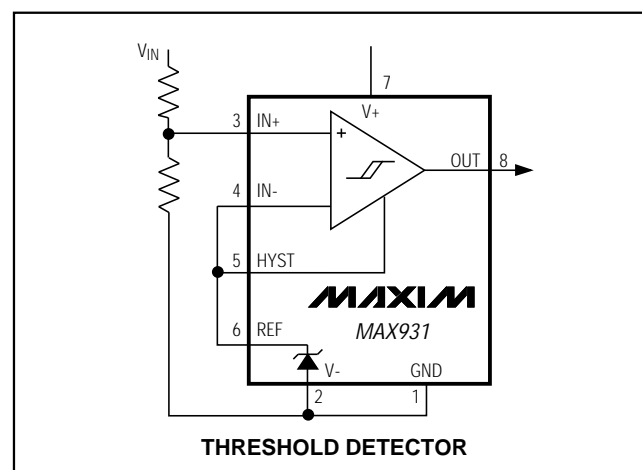 VIN
7
V+
3 IN+
+
OUT 8
4 IN-
5 HYST
MAXIM
MAX931
6 REF
V-
GND
2
1
THRESHOLD DETECTOR